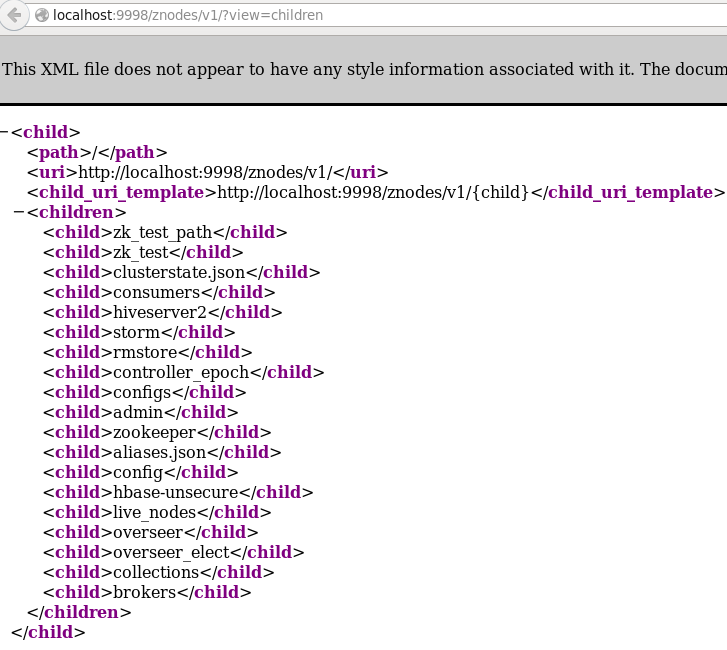 localhost:9998/znodes/v1/?view=children
This XML file does not appear to have any style information associated with it. The docum
−<child>
<path>/</path>
<uri>http://localhost:9998/znodes/v1/</uri>
<child_uri_template>http://localhost:9998/znodes/v1/{child}</child_uri_template>
−<children>
<child>zk_test_path</child>
<child>zk_test</child>
<child>clusterstate.json</child>
<child>consumers</child>
<child>hiveserver2</child>
<child>storm</child>
<child>rmstore</child>
<child>controller_epoch</child>
<child>configs</child>
<child>admin</child>
<child>zookeeper</child>
<child>aliases.json</child>
<child>config</child>
<child>hbase-unsecure</child>
<child>live_nodes</child>
<child>overseer</child>
<child>overseer_elect</child>
<child>collections</child>
<child>brokers</child>
</children>
</child>